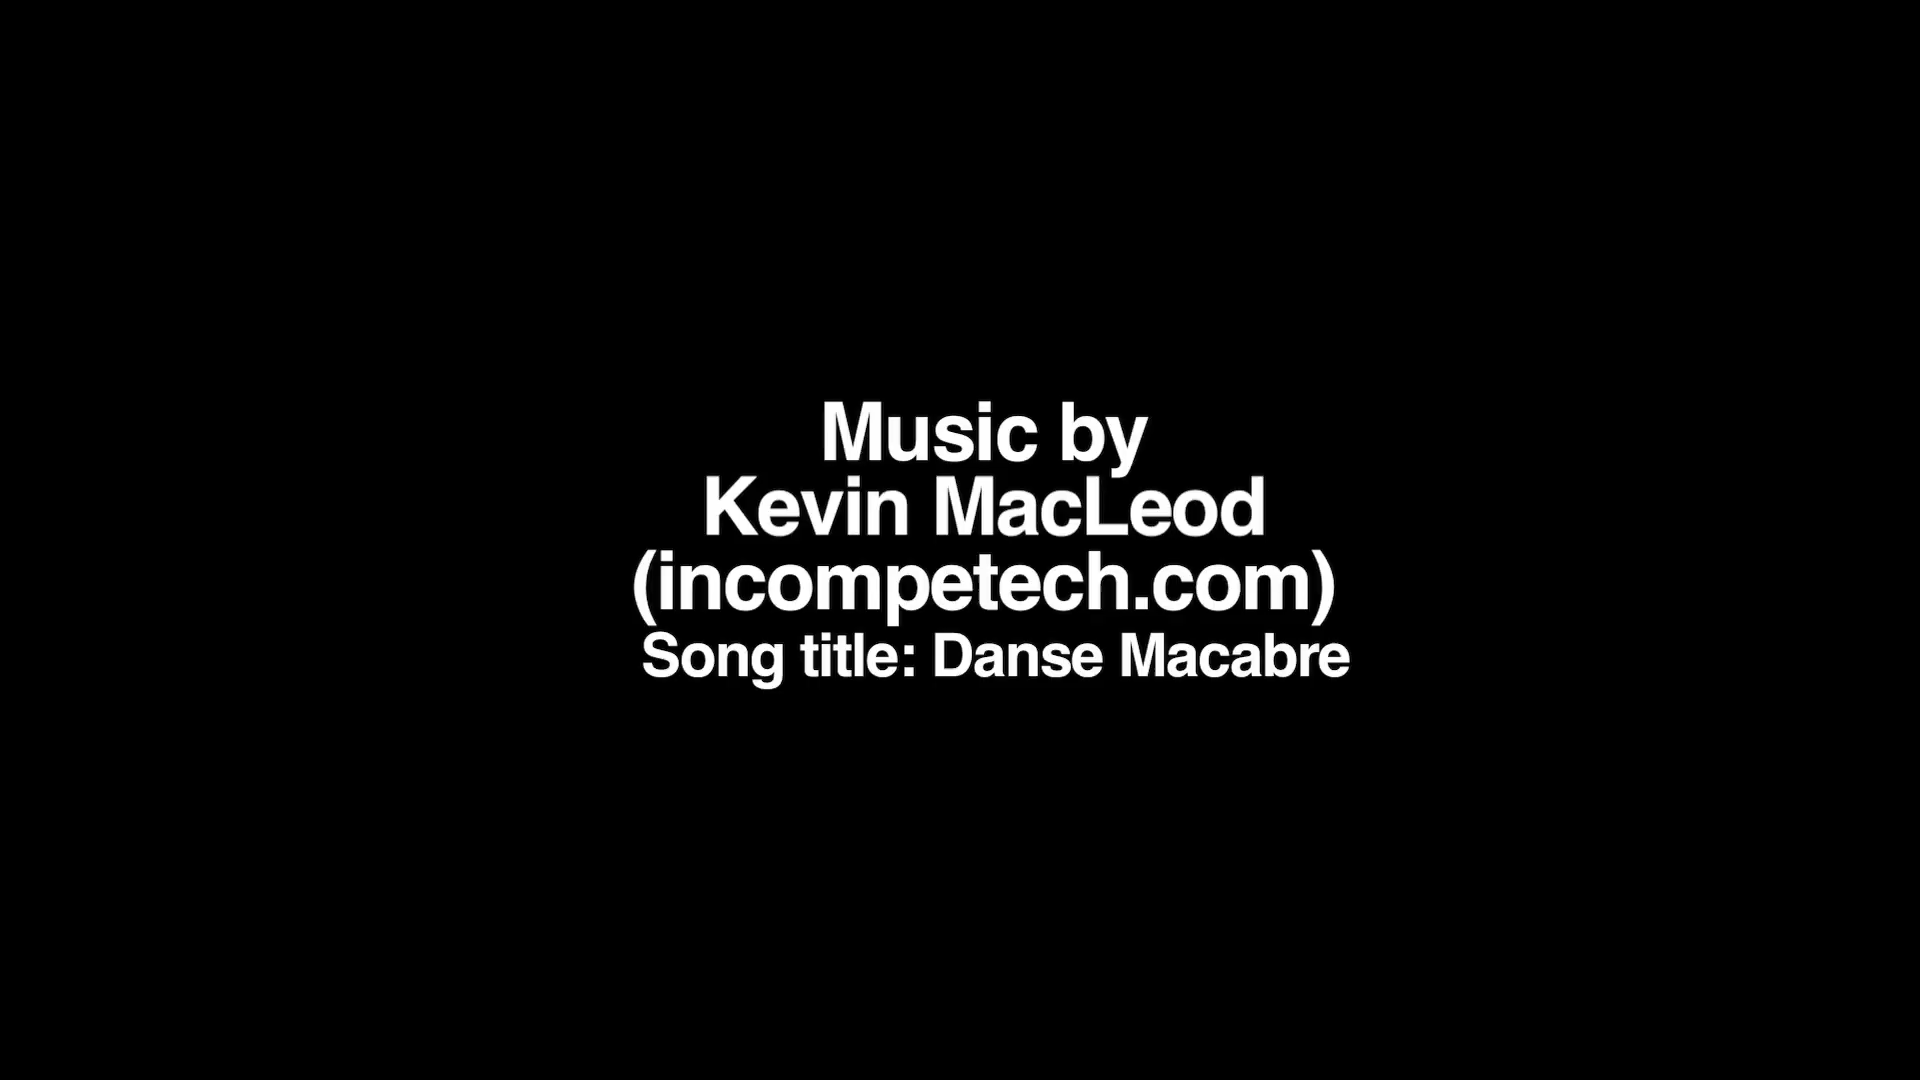 Music by
Kevin MacLeod
(incompetech.com)
Song title: Danse Macabre